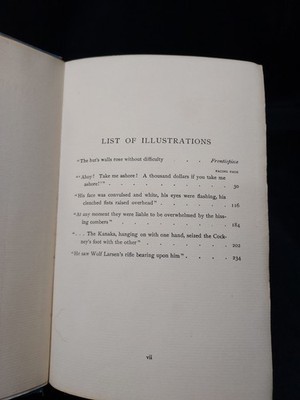 LIST OF ILLUSTRATIONS
"The hut's walls rose without difficulty . . Frontispiece
FACING PAGE
"'Ahoy! Take me ashore! A thousand dollars if you take me
ashore!'" . . . . . . . . 50
"His face was convulsed and white, his eyes were flashing, his
clenched fists raised overhead" . . . . . 116
"At any moment they were liable to be overwhelmed by the hiss-
ing combers" . . . . . . . . 184
". . . The Kanaka, hanging on with one hand, seized the Cock-
ney's foot with the other" . . . . . . 202
saw Wolf Larsen's rifle bearing upon him" . . . . 234
vii